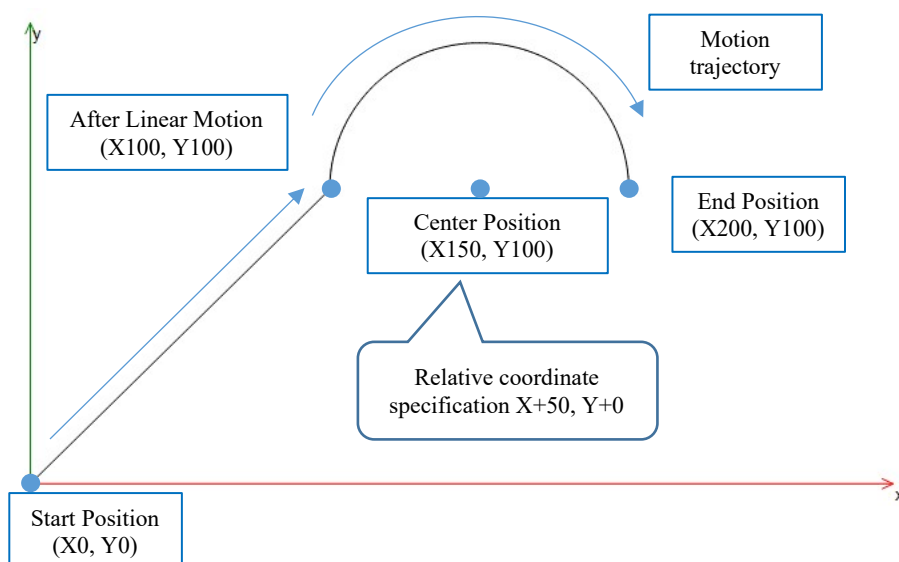 y
Motion
trajectory
After Linear Motion
(X100, Y100)
Center Position
(X150, Y100)
End Position
(X200, Y100)
Relative coordinate
specification X+50, Y+0
x
Start Position
(X0, Y0)